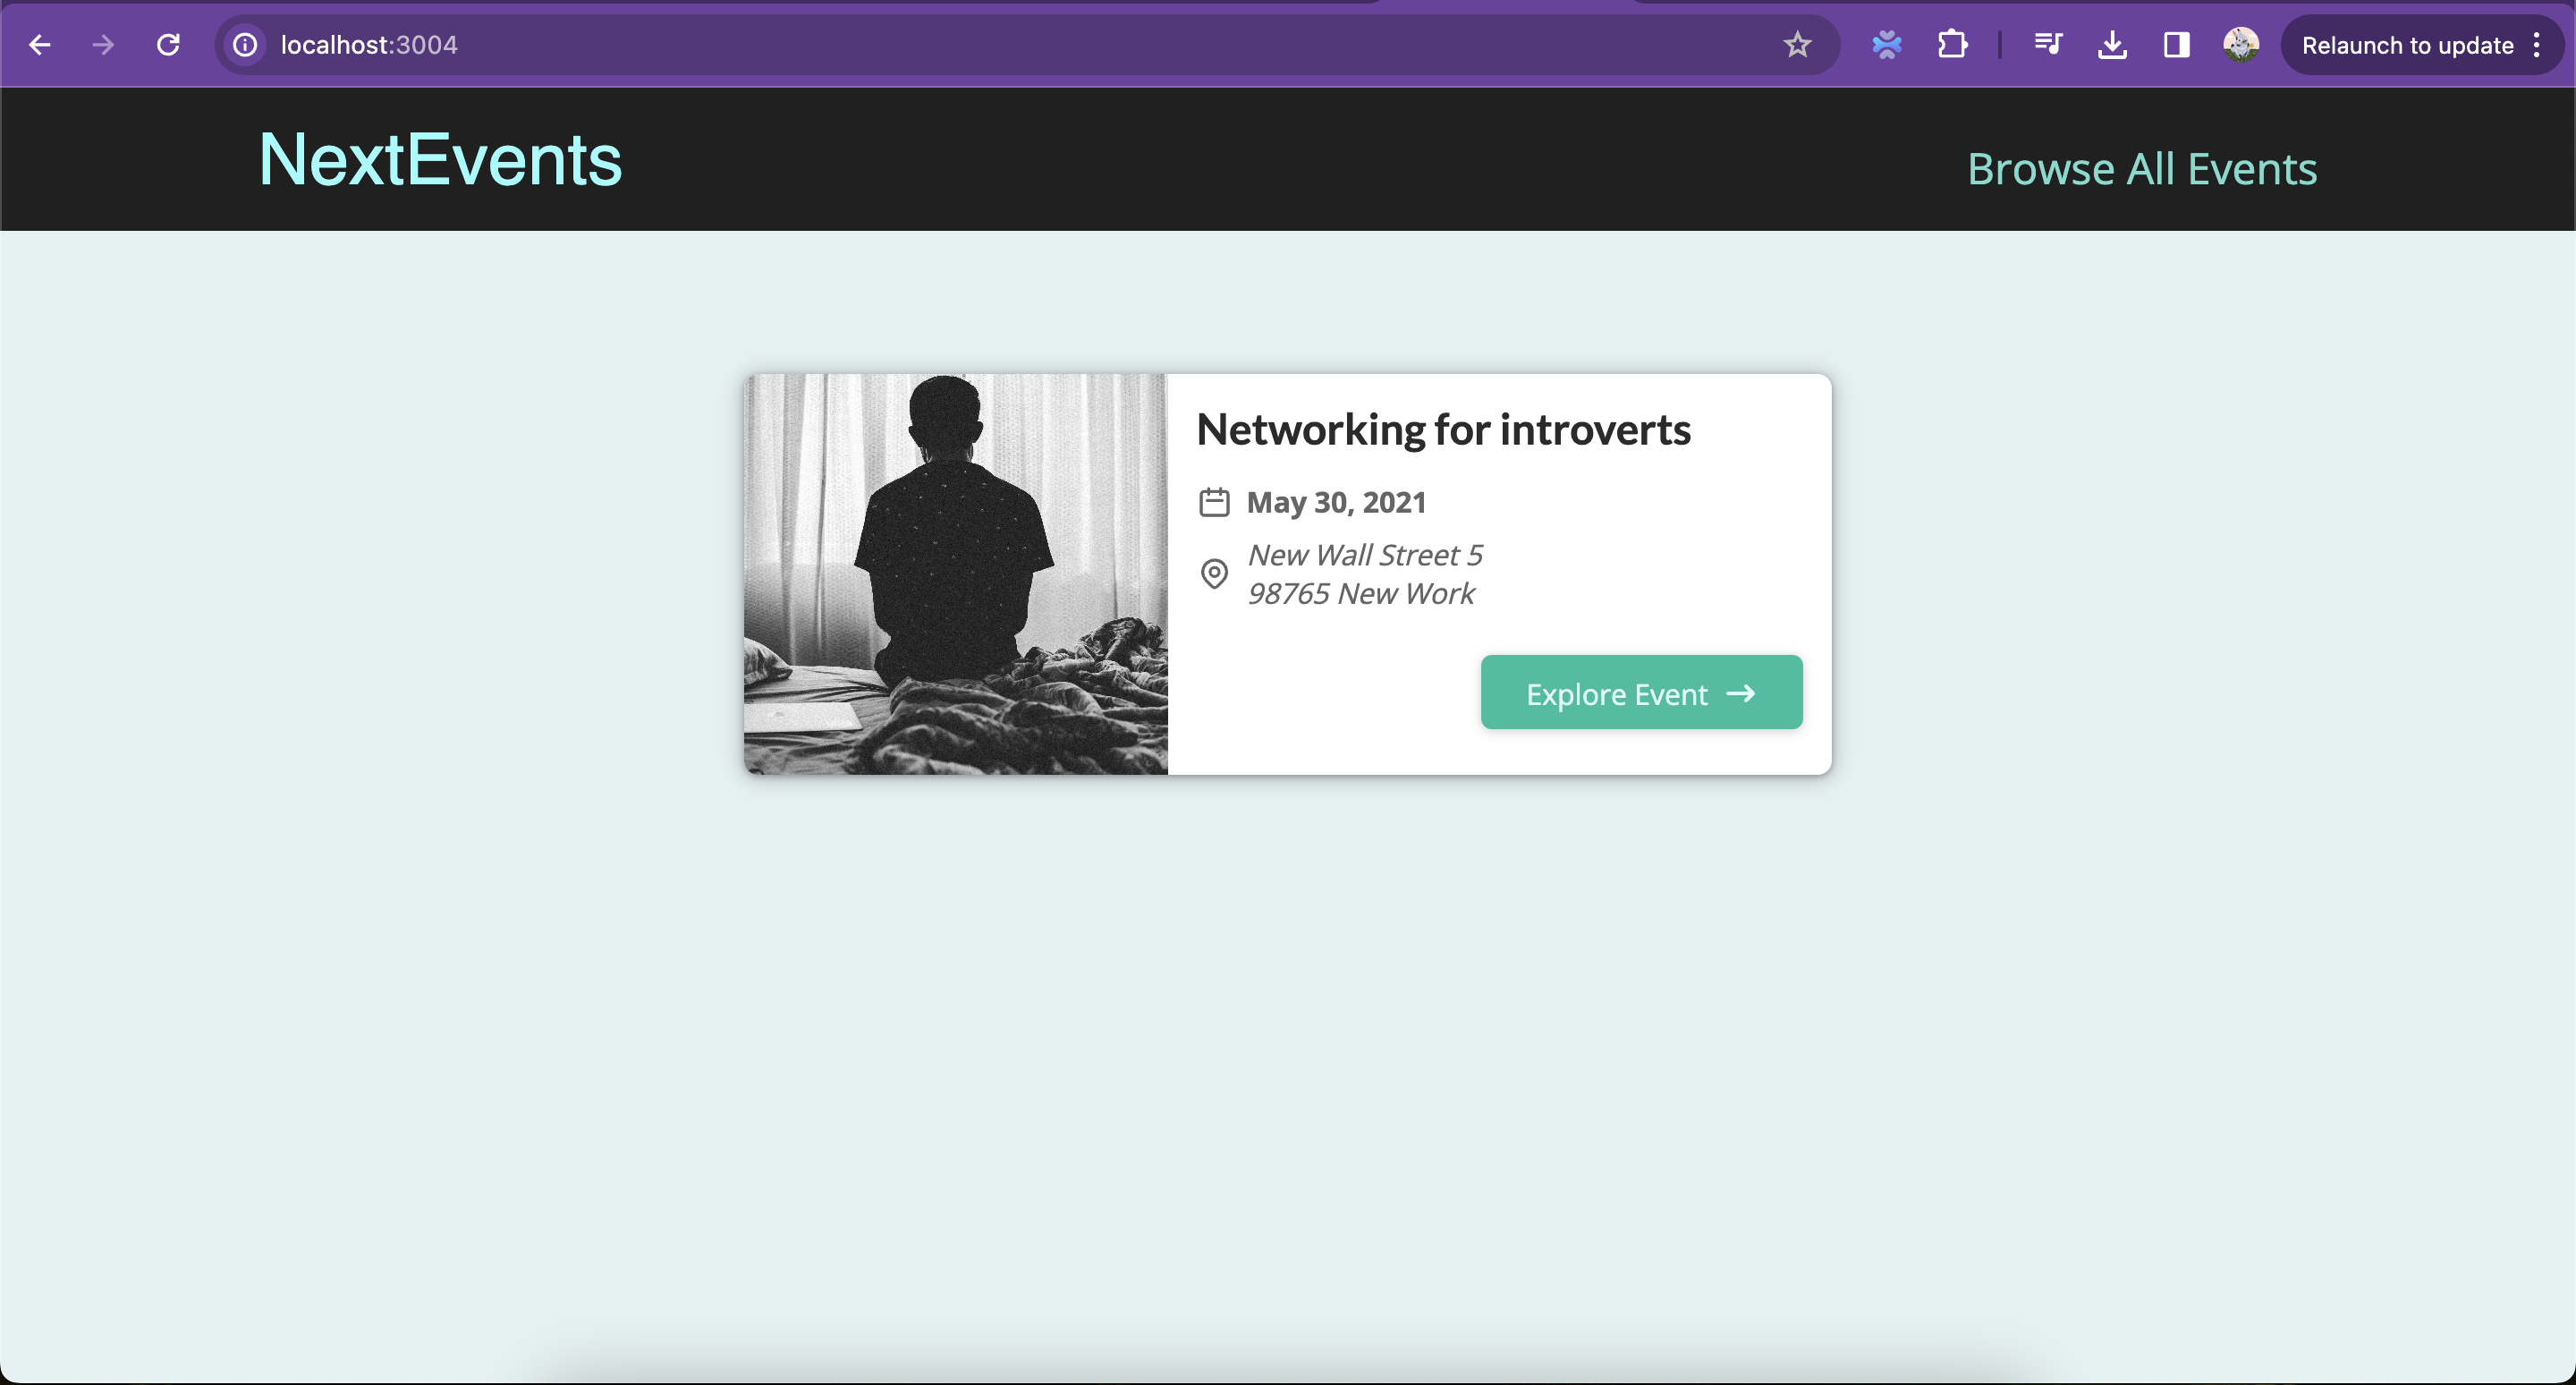 localhost:3004
Relaunch to update
NextEvents
Browse All Events
Networking for introverts
May 30, 2021
New Wall Street 5
98765 New Work
Explore Event